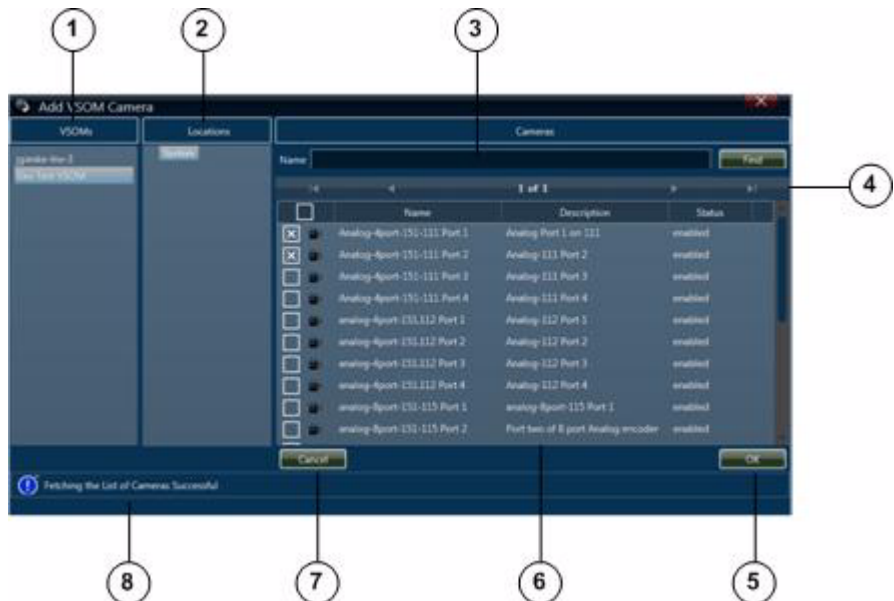 1
2
3
Add VSOM Camera
VSOMs
Locations
Cameras
Dev Test VSOM
System
Name
Find
1 of 1
4
Name
Description
Status
Analog-4port-151-111 Port 1
Analog Port 1 on 111
enabled
Analog-4port-151-111 Port 2
Analog-111 Port 2
enabled
Analog-4port-151-111 Port 3
Analog-111 Port 3
enabled
Analog-4port-151-111 Port 4
Analog-111 Port 4
enabled
analog-4port-151.112 Port 1
Analog-112 Port 1
enabled
analog-4port-151.112 Port 2
Analog-112 Port 2
enabled
analog-4port-151.112 Port 3
Analog-112 Port 3
enabled
analog-4port-151.112 Port 4
Analog-112 Port 4
enabled
analog-8port-151-115 Port 1
analog-8port-115 Port 1
enabled
analog-8port-151-115 Port 2
Port two of 8 port Analog encoder
enabled
Cancel
OK
Fetching the List of Cameras Successful
8
7
6
5